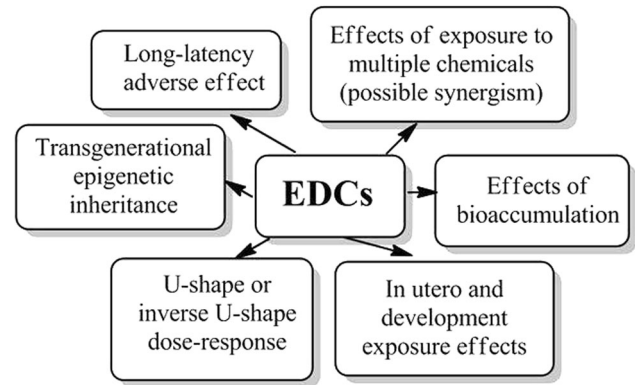 Long-latency
adverse effect
Effects of exposure to
multiple chemicals
(possible synergism)
Transgenerational
epigenetic
inheritance
EDCs
Effects of
bioaccumulation
U-shape or
inverse U-shape
dose-response
In utero and
development
exposure effects